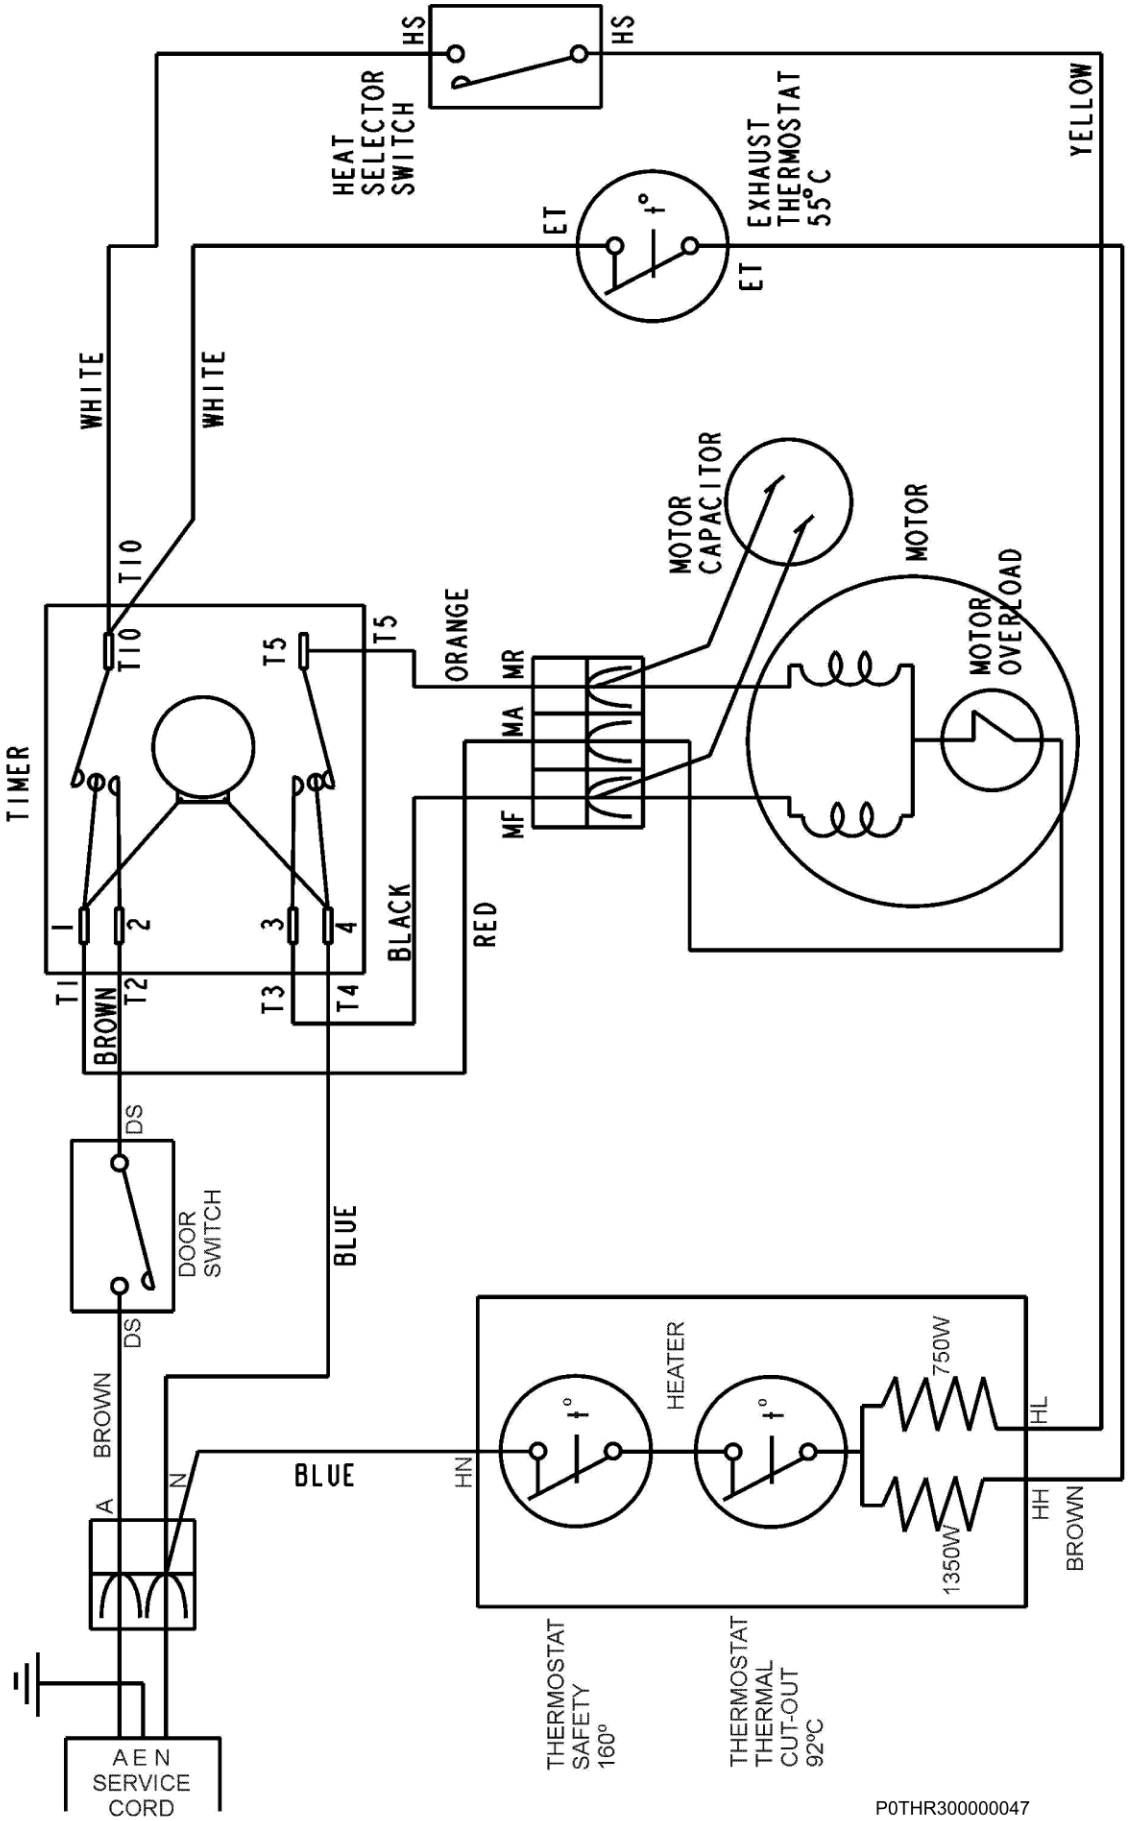 HS
HS
HEAT
SELECTOR
SWITCH
YELLOW
EXHAUST
THERMOSTAT
55°C
ET
t°
ET
WHITE
WHITE
MOTOR
CAPACITOR
T10
T10
TIMER
T5
T5
ORANGE
MR
MA
MF
MOTOR
MOTOR
OVERLOAD
1
2
3
4
T1
BROWN
T2
T3
T4
BLACK
RED
DS
DOOR
SWITCH
DS
BLUE
BROWN
A
N
BLUE
HN
HEATER
t°
t°
750W
1350W
HL
HH
BROWN
THERMOSTAT
SAFETY
160º
THERMOSTAT
THERMAL
CUT-OUT
92ºC
A E N
SERVICE
CORD
P0THR300000047